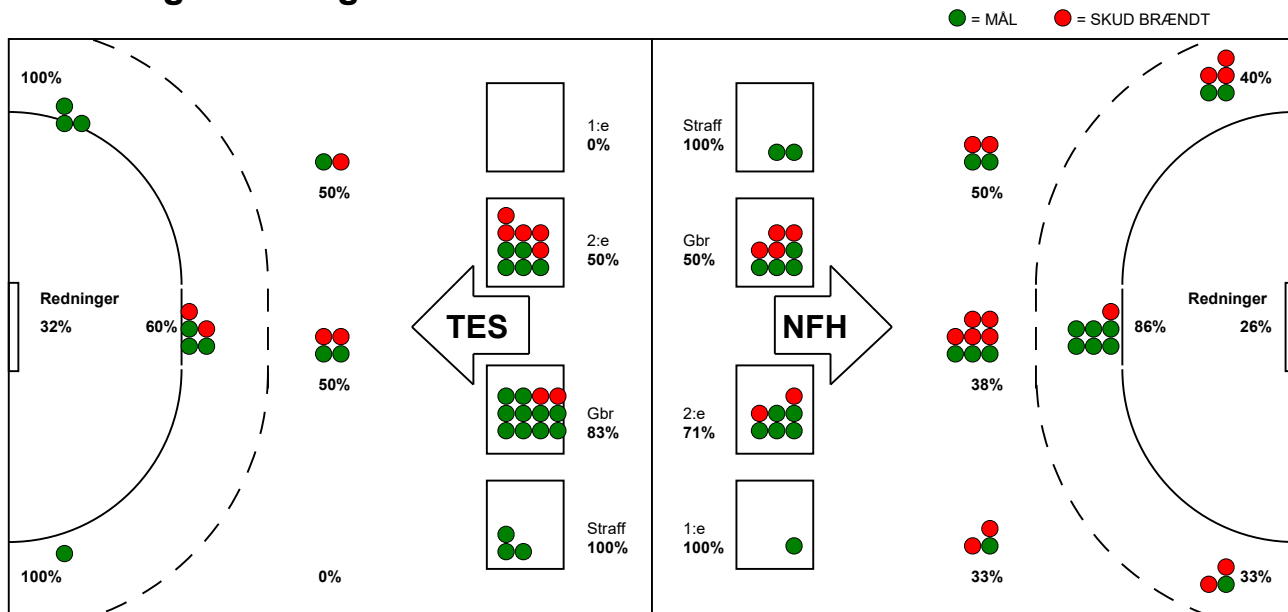 = MÅL = SKUD BRÆNDT
100%
40%
1:e
0%
Straff
100%
50%
50%
2:e
50%
Gbr
50%
Redninger
32%
60%
TES
NFH
86%
Redninger
26%
50%
38%
Gbr
83%
2:e
71%
Straff
100%
1:e
100%
100%
0%
33%
33%